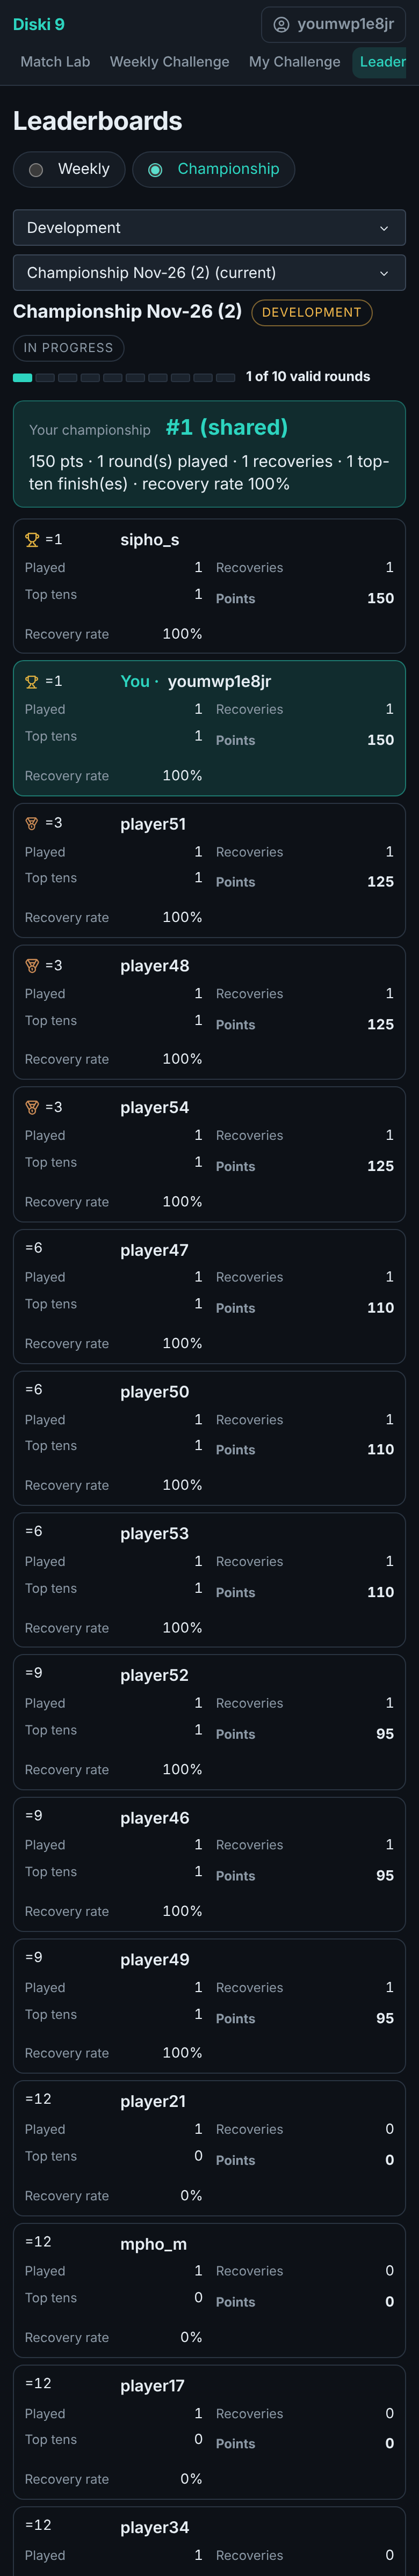 Diski 9
youmwp1e8jr
Match Lab Weekly Challenge My Challenge Leader
Leaderboards
Weekly Championship
Development
Championship Nov-26 (2) (current)
Championship Nov-26 (2) DEVELOPMENT
IN PROGRESS
1 of 10 valid rounds
Your championship #1 (shared)
150 pts · 1 round(s) played · 1 recoveries · 1 top-
ten finish(es) · recovery rate 100%
=1 sipho_s
Played 1 Recoveries 1
Top tens 1 Points 150
Recovery rate 100%
=1 You · youmwp1e8jr
Played 1 Recoveries 1
Top tens 1 Points 150
Recovery rate 100%
=3 player51
Played 1 Recoveries 1
Top tens 1 Points 125
Recovery rate 100%
=3 player48
Played 1 Recoveries 1
Top tens 1 Points 125
Recovery rate 100%
=3 player54
Played 1 Recoveries 1
Top tens 1 Points 125
Recovery rate 100%
=6 player47
Played 1 Recoveries 1
Top tens 1 Points 110
Recovery rate 100%
=6 player50
Played 1 Recoveries 1
Top tens 1 Points 110
Recovery rate 100%
=6 player53
Played 1 Recoveries 1
Top tens 1 Points 110
Recovery rate 100%
=9 player52
Played 1 Recoveries 1
Top tens 1 Points 95
Recovery rate 100%
=9 player46
Played 1 Recoveries 1
Top tens 1 Points 95
Recovery rate 100%
=9 player49
Played 1 Recoveries 1
Top tens 1 Points 95
Recovery rate 100%
=12 player21
Played 1 Recoveries 0
Top tens 0 Points 0
Recovery rate 0%
=12 mpho_m
Played 1 Recoveries 0
Top tens 0 Points 0
Recovery rate 0%
=12 player17
Played 1 Recoveries 0
Top tens 0 Points 0
Recovery rate 0%
=12 player34
Played 1 Recoveries 0